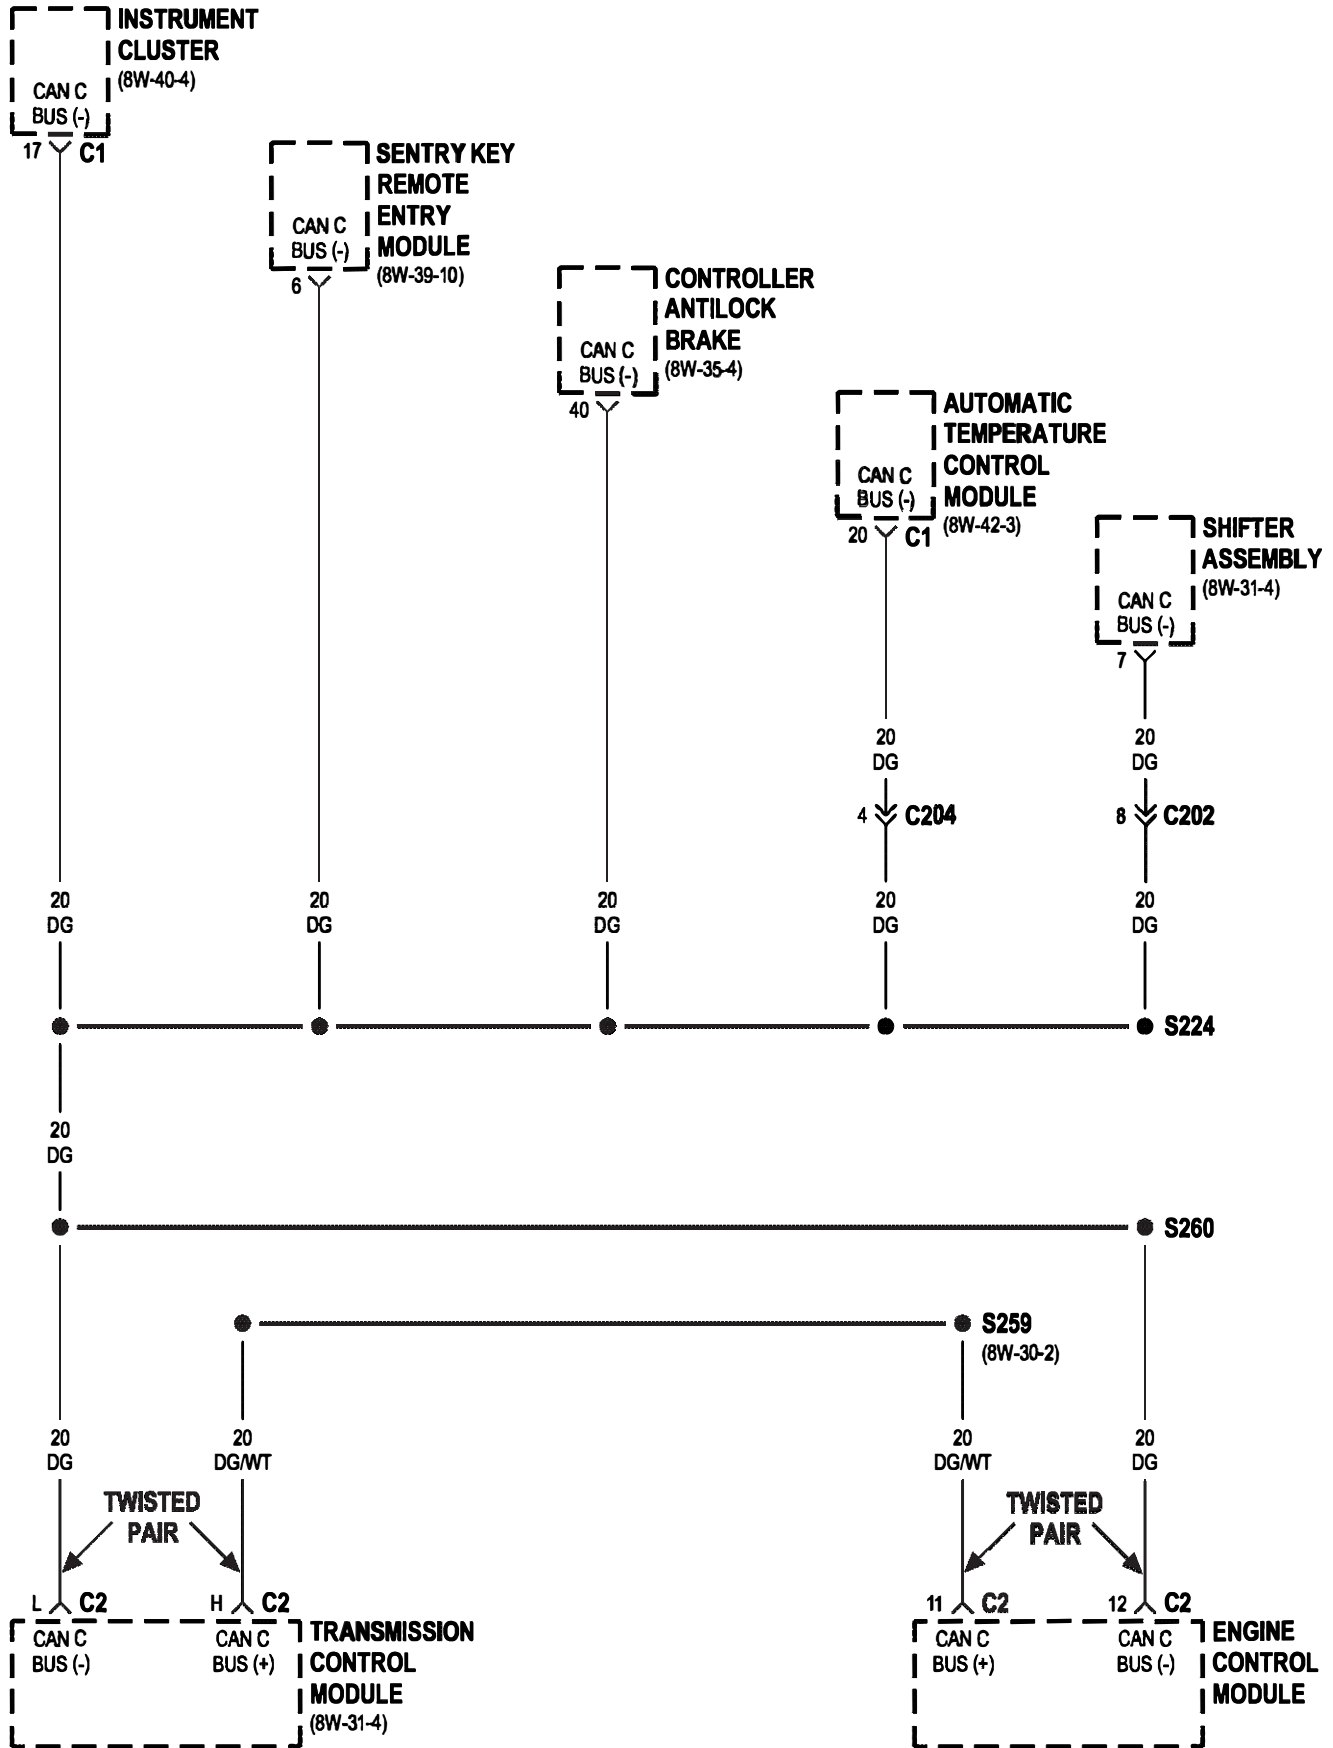 INSTRUMENT
CLUSTER
(8W-40-4)
CAN C
BUS (-)
17
C1
SENTRY KEY
REMOTE
ENTRY
MODULE
(8W-39-10)
CAN C
BUS (-)
6
CONTROLLER
ANTILOCK
BRAKE
(8W-35-4)
CAN C
BUS (-)
40
AUTOMATIC
TEMPERATURE
CONTROL
MODULE
(8W-42-3)
CAN C
BUS (-)
20
C1
SHIFTER
ASSEMBLY
(8W-31-4)
CAN C
BUS (-)
7
20
DG
20
DG
4
C204
8
C202
20
DG
20
DG
20
DG
20
DG
20
DG
S224
20
DG
S260
S259
(8W-30-2)
20
DG
20
DG/WT
20
DG/WT
20
DG
TWISTED
PAIR
TWISTED
PAIR
L
C2
H
C2
11
C2
12
C2
CAN C
BUS (-)
CAN C
BUS (+)
TRANSMISSION
CONTROL
MODULE
(8W-31-4)
CAN C
BUS (+)
CAN C
BUS (-)
ENGINE
CONTROL
MODULE